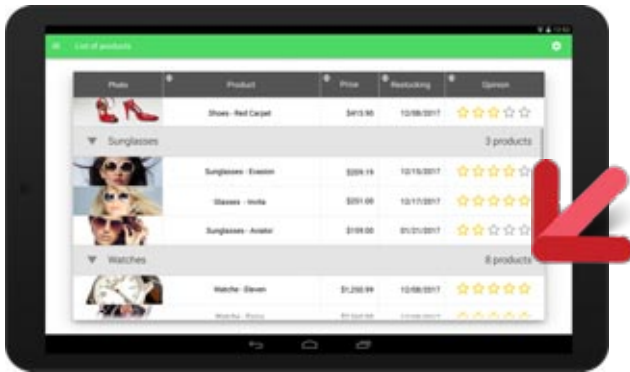 List of products
Photo Product Price Restocking Opinion
Shoes - Red Carpet $415.90 12/08/2017
Sunglasses 3 products
Sunglasses - Evasion $209.19 12/15/2017
Glasses - Invita $251.00 12/17/2017
Sunglasses - Aviator $159.00 01/21/2017
Watches 8 products
Watche - Eleven $1,250.99 12/08/2017